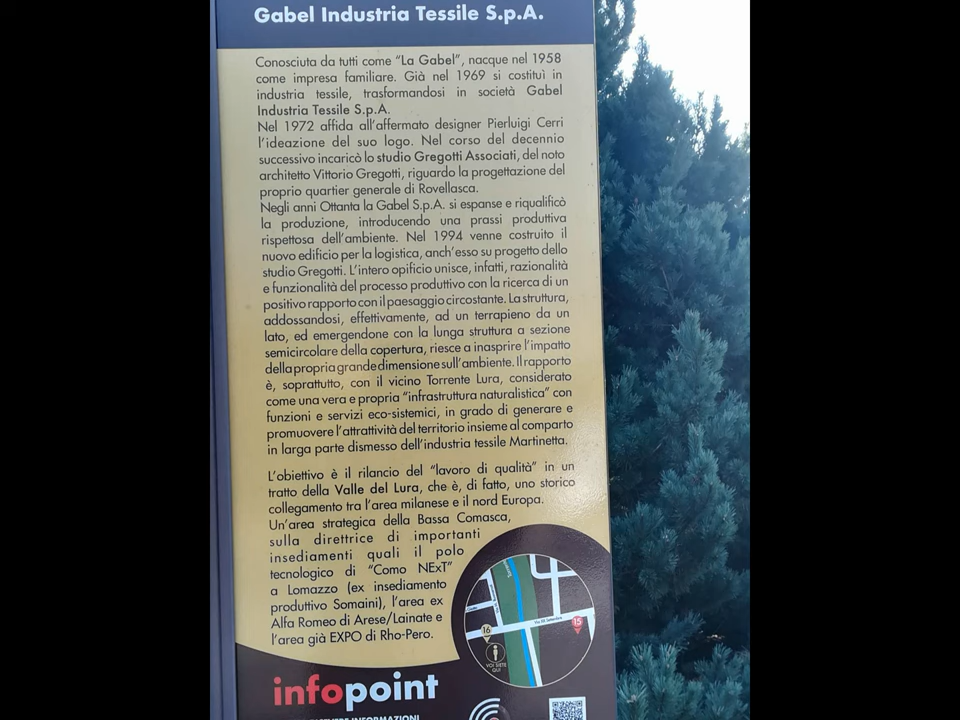 Gabel Industria Tessile S.p.A.
Conosciuta da tutti come “La Gabel”, nacque nel 1958
come impresa familiare. Già nel 1969 si costituì in
industria tessile, trasformandosi in società Gabel
Industria Tessile S.p.A.
Nel 1972 affida all’affermato designer Pierluigi Cerri
l’ideazione del suo logo. Nel corso del decennio
successivo incaricò lo studio Gregotti Associati, del noto
architetto Vittorio Gregotti, riguardo la progettazione del
proprio quartier generale di Rovellasca.
Negli anni Ottanta la Gabel S.p.A. si espanse e riqualificò
la produzione, introducendo una prassi produttiva
rispettosa dell’ambiente. Nel 1994 venne costruito il
nuovo edificio per la logistica, anch’esso su progetto dello
studio Gregotti. L’intero opificio unisce, infatti, razionalità
e funzionalità del processo produttivo con la ricerca di un
positivo rapporto con il paesaggio circostante. La struttura,
addossandosi, effettivamente, ad un terrapieno da un
lato, ed emergendone con la lunga struttura a sezione
semicircolare della copertura, riesce a inasprire l’impatto
della propria grande dimensione sull’ambiente. Il rapporto
è, soprattutto, con il vicino Torrente Lura, considerato
come una vera e propria “infrastruttura naturalistica” con
funzioni e servizi eco-sistemici, in grado di generare e
promuovere l’attrattività del territorio insieme al comparto
in larga parte dismesso dell’industria tessile Martinetta.
L’obiettivo è il rilancio del “lavoro di qualità” in un
tratto della Valle del Lura, che è, di fatto, uno storico
collegamento tra l’area milanese e il nord Europa.
Un’area strategica della Bassa Comasca,
sulla direttrice di importanti
insediamenti quali il polo
tecnologico di “Como NExT”
a Lomazzo (ex insediamento
produttivo Somaini), l’area ex
Alfa Romeo di Arese/Lainate e
l’area già EXPO di Rho-Pero.
Via XX Settembre
15
16
VOI SIETE
QUI
infopoint
INFORMAZIONI